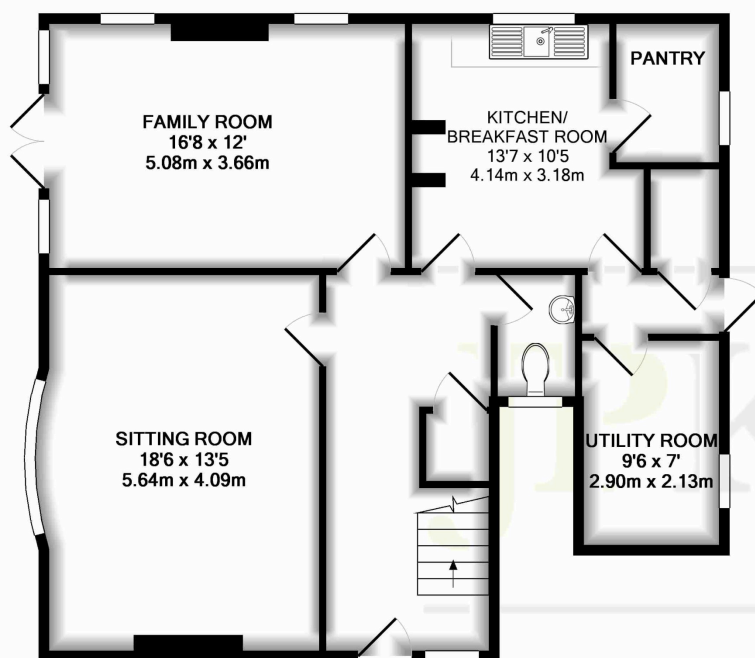 PANTRY
FAMILY ROOM
16'8 x 12'
5.08m x 3.66m
KITCHEN/
BREAKFAST ROOM
13'7 x 10'5
4.14m x 3.18m
SITTING ROOM
18'6 x 13'5
5.64m x 4.09m
UTILITY ROOM
9'6 x 7'
2.90m x 2.13m